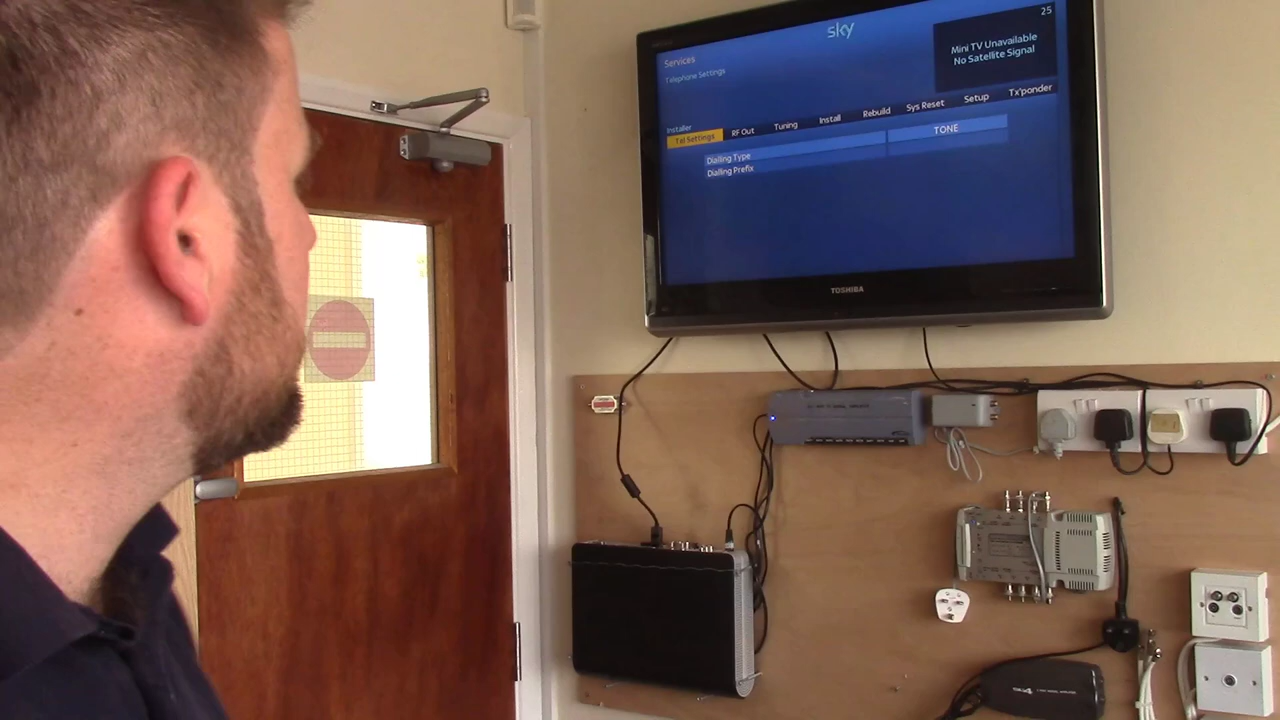 sky
25
Services
Telephone Settings
Mini TV Unavailable
No Satellite Signal
Installer
Tel Settings RF Out Tuning Install Rebuild Sys Reset Setup Tx'ponder
Dialling Type TONE
Dialling Prefix
TOSHIBA